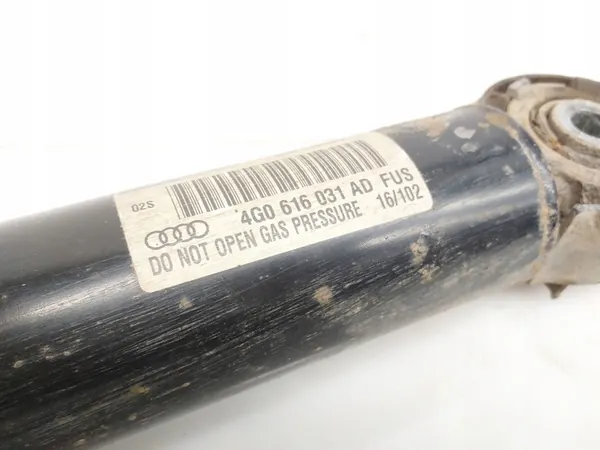 02S
4G0 616 031 AD FUS
DO NOT OPEN GAS PRESSURE 16/102